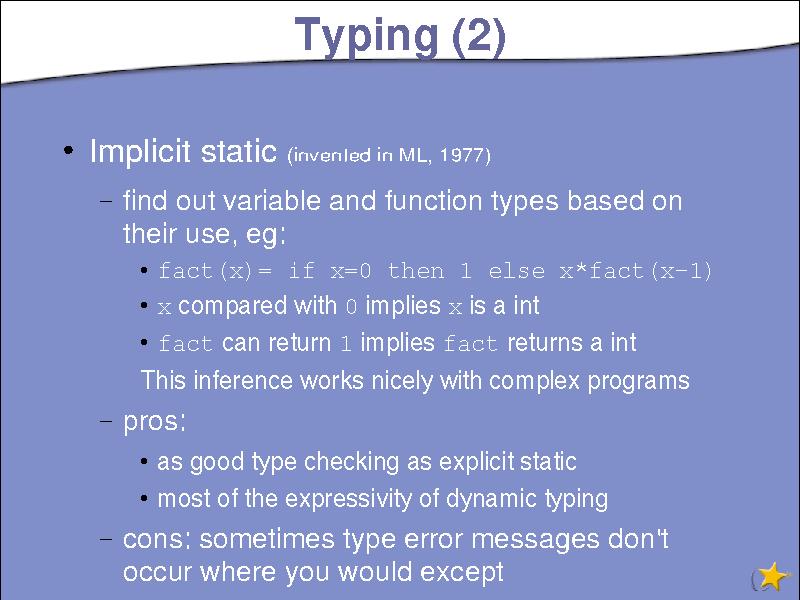 Typing (2)
• Implicit static (invented in ML, 1977)
– find out variable and function types based on
their use, eg:
• fact(x)= if x=0 then 1 else x*fact(x-1)
• x compared with 0 implies x is a int
• fact can return 1 implies fact returns a int
This inference works nicely with complex programs
– pros:
• as good type checking as explicit static
• most of the expressivity of dynamic typing
– cons: sometimes type error messages don't
occur where you would except